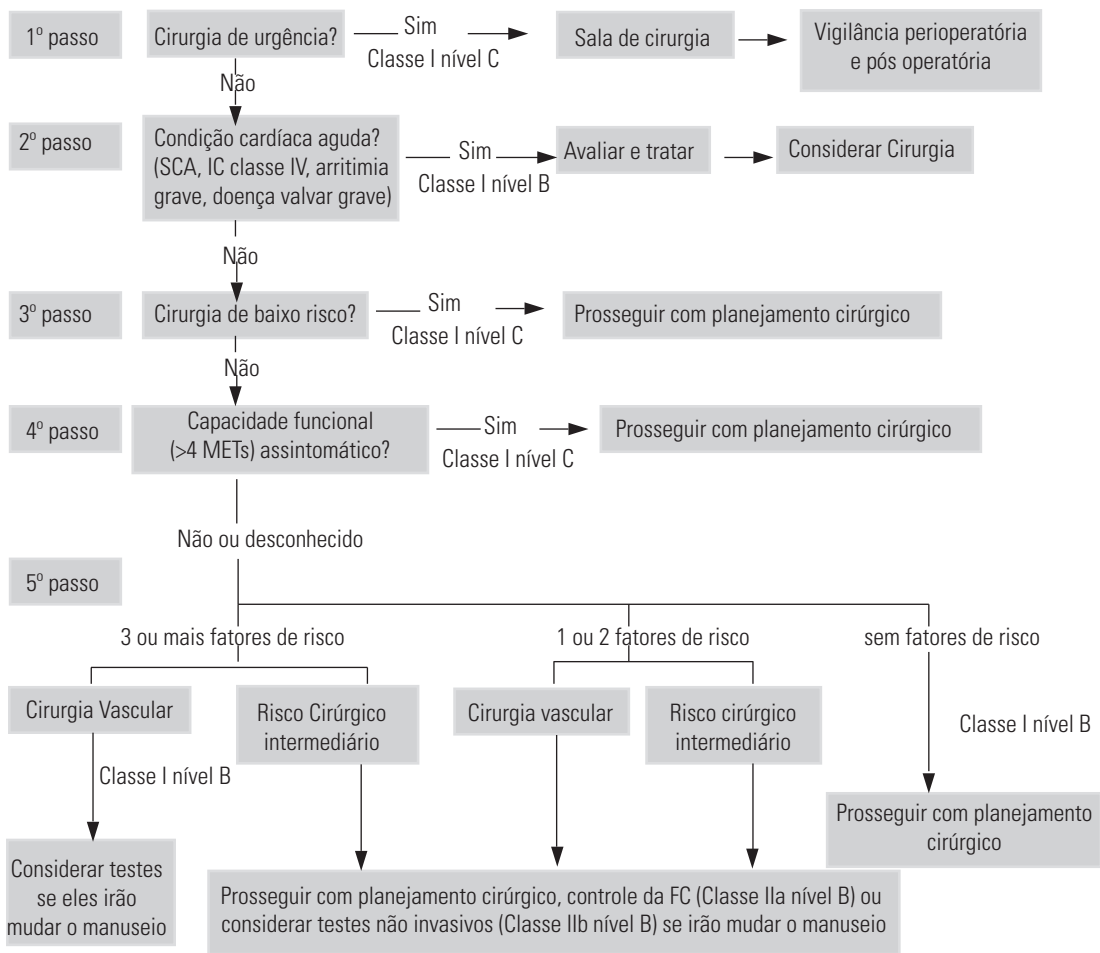 1º passo
Cirurgia de urgência?
Sim
Classe I nível C
Sala de cirurgia
Vigilância perioperatória
e pós operatória
Não
2º passo
Condição cardíaca aguda?
(SCA, IC classe IV, arritimia
grave, doença valvar grave)
Sim
Classe I nível B
Avaliar e tratar
Considerar Cirurgia
Não
3º passo
Cirurgia de baixo risco?
Sim
Classe I nível C
Prosseguir com planejamento cirúrgico
Não
4º passo
Capacidade funcional
(>4 METs) assintomático?
Sim
Classe I nível C
Prosseguir com planejamento cirúrgico
Não ou desconhecido
5º passo
3 ou mais fatores de risco
1 ou 2 fatores de risco
sem fatores de risco
Cirurgia Vascular
Risco Cirúrgico
intermediário
Cirurgia vascular
Risco cirúrgico
intermediário
Classe I nível B
Classe I nível B
Prosseguir com planejamento
cirúrgico
Considerar testes
se eles irão
mudar o manuseio
Prosseguir com planejamento cirúrgico, controle da FC (Classe IIa nível B) ou
considerar testes não invasivos (Classe IIb nível B) se irão mudar o manuseio